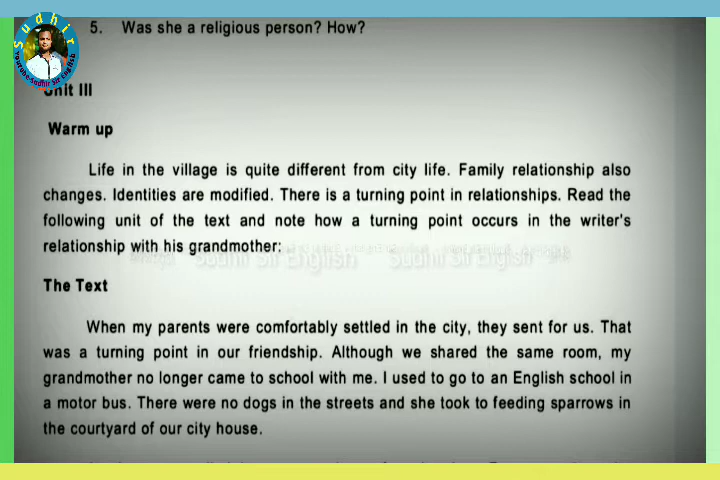 Sudhir
Youtube-Sudhir Sir English
5. Was she a religious person? How?
Unit III
Warm up
Life in the village is quite different from city life. Family relationship also
changes. Identities are modified. There is a turning point in relationships. Read the
following unit of the text and note how a turning point occurs in the writer's
relationship with his grandmother:
Sudhir Sir English Sudhir Sir English
The Text
When my parents were comfortably settled in the city, they sent for us. That
was a turning point in our friendship. Although we shared the same room, my
grandmother no longer came to school with me. I used to go to an English school in
a motor bus. There were no dogs in the streets and she took to feeding sparrows in
the courtyard of our city house.